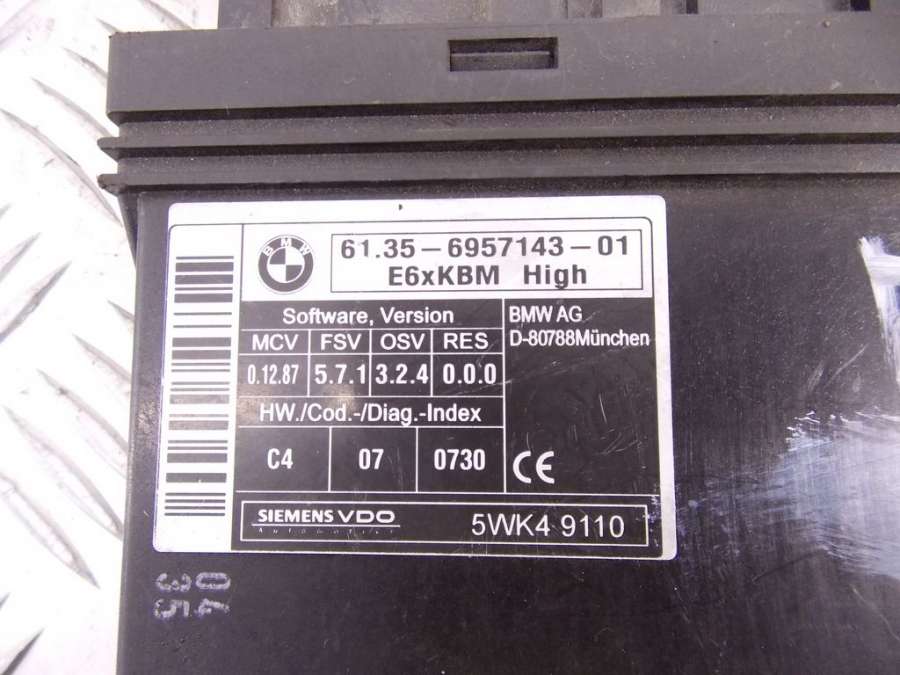 BMW
61.35-6957143-01
E6xKBM High
Software, Version
MCV FSV OSV RES
0.12.87 5.7.1 3.2.4 0.0.0
HW./Cod.-/Diag.-Index
C4 07 0730
BMW AG
D-80788München
CE
SIEMENS VDO
Automotive
5WK4 9110
35
04